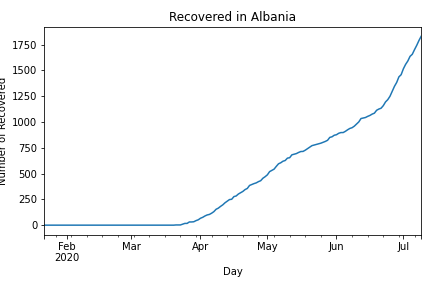 Recovered in Albania
Number of Recovered
1750
1500
1250
1000
750
500
250
0
Feb
2020
Mar
Apr
May
Jun
Jul
Day